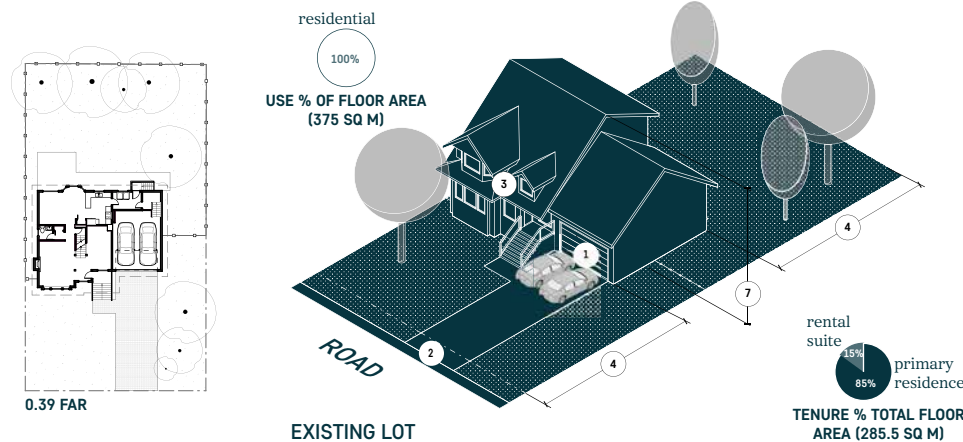 residential
100%
USE % OF FLOOR AREA
(375 SQ M)
3
1
4
7
2
4
ROAD
0.39 FAR
EXISTING LOT
rental
suite
15%
85%
primary
residence
TENURE % TOTAL FLOOR
AREA (285.5 SQ M)